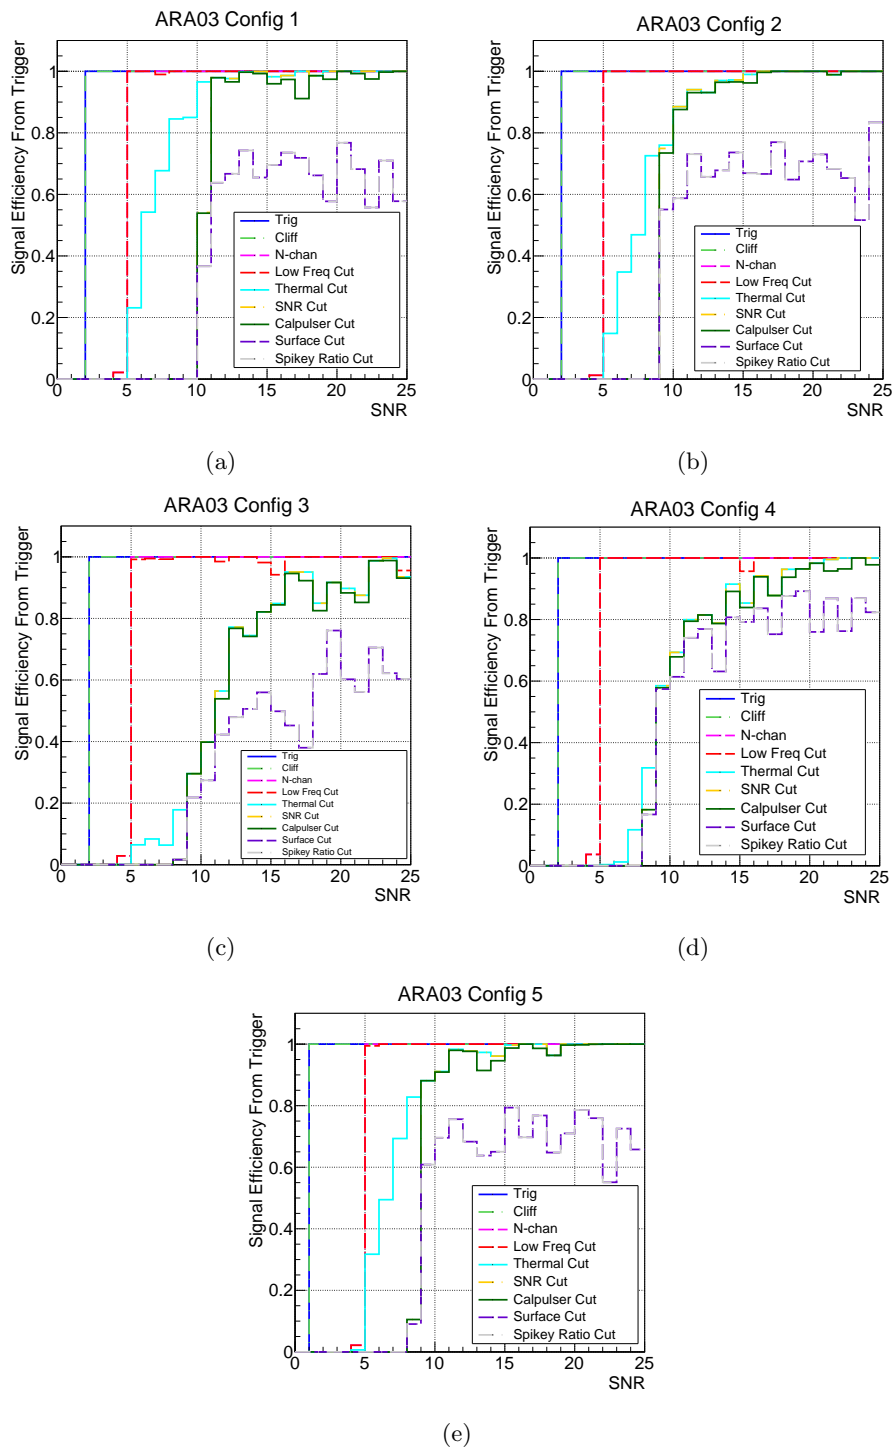 ARA03 Config 1
Signal Efficiency From Trigger
1
0.8
0.6
0.4
0.2
0
Trig
Cliff
N-chan
Low Freq Cut
Thermal Cut
SNR Cut
Calpulser Cut
Surface Cut
Spikey Ratio Cut
0 5 10 15 20 25
SNR
(a)
ARA03 Config 2
Signal Efficiency From Trigger
1
0.8
0.6
0.4
0.2
0
Trig
Cliff
N-chan
Low Freq Cut
Thermal Cut
SNR Cut
Calpulser Cut
Surface Cut
Spikey Ratio Cut
0 5 10 15 20 25
SNR
(b)
ARA03 Config 3
Signal Efficiency From Trigger
1
0.8
0.6
0.4
0.2
0
Trig
Cliff
N-chan
Low Freq Cut
Thermal Cut
SNR Cut
Calpulser Cut
Surface Cut
Spikey Ratio Cut
0 5 10 15 20 25
SNR
(c)
ARA03 Config 4
Signal Efficiency From Trigger
1
0.8
0.6
0.4
0.2
0
Trig
Cliff
N-chan
Low Freq Cut
Thermal Cut
SNR Cut
Calpulser Cut
Surface Cut
Spikey Ratio Cut
0 5 10 15 20 25
SNR
(d)
ARA03 Config 5
Signal Efficiency From Trigger
1
0.8
0.6
0.4
0.2
0
Trig
Cliff
N-chan
Low Freq Cut
Thermal Cut
SNR Cut
Calpulser Cut
Surface Cut
Spikey Ratio Cut
0 5 10 15 20 25
SNR
(e)